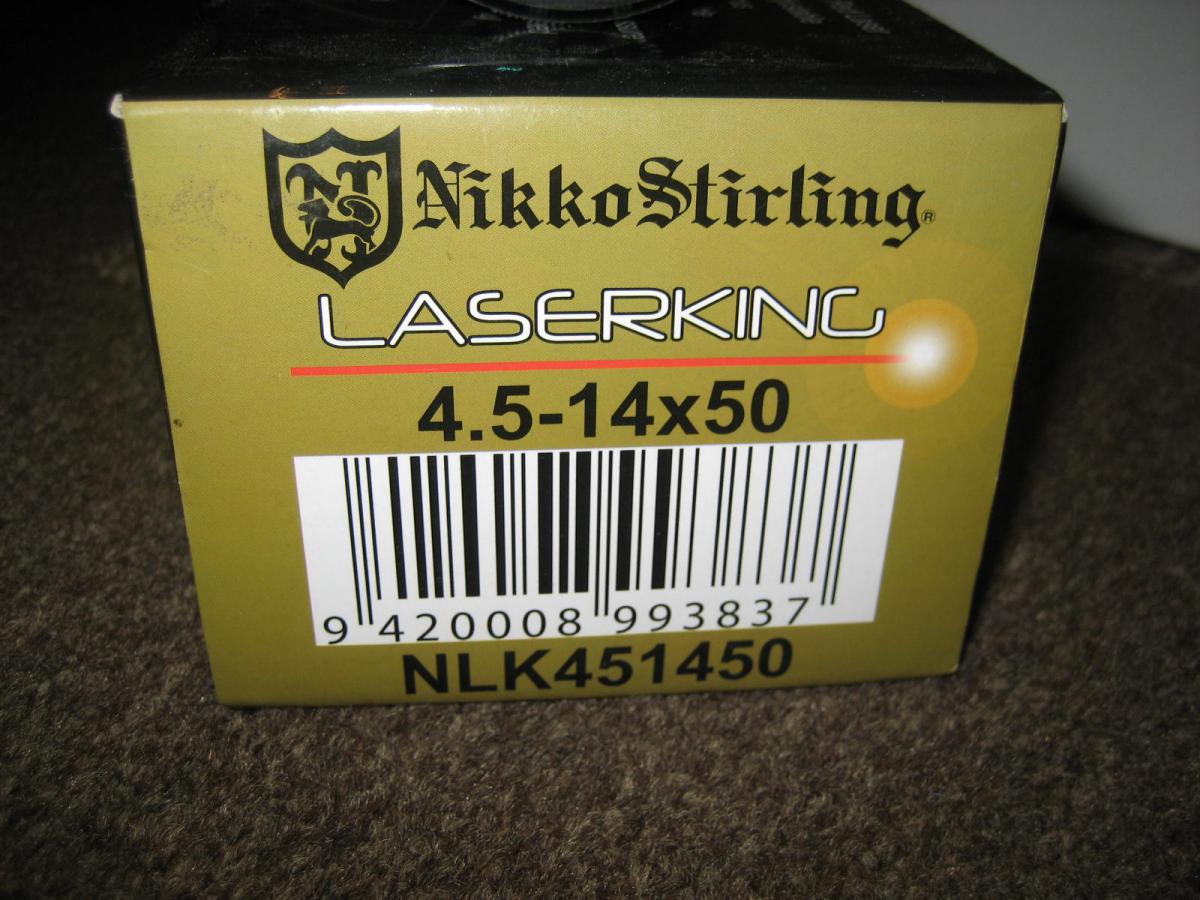 NikkoStirling®
LASERKING
4.5-14x50
9 420008 993837
NLK451450